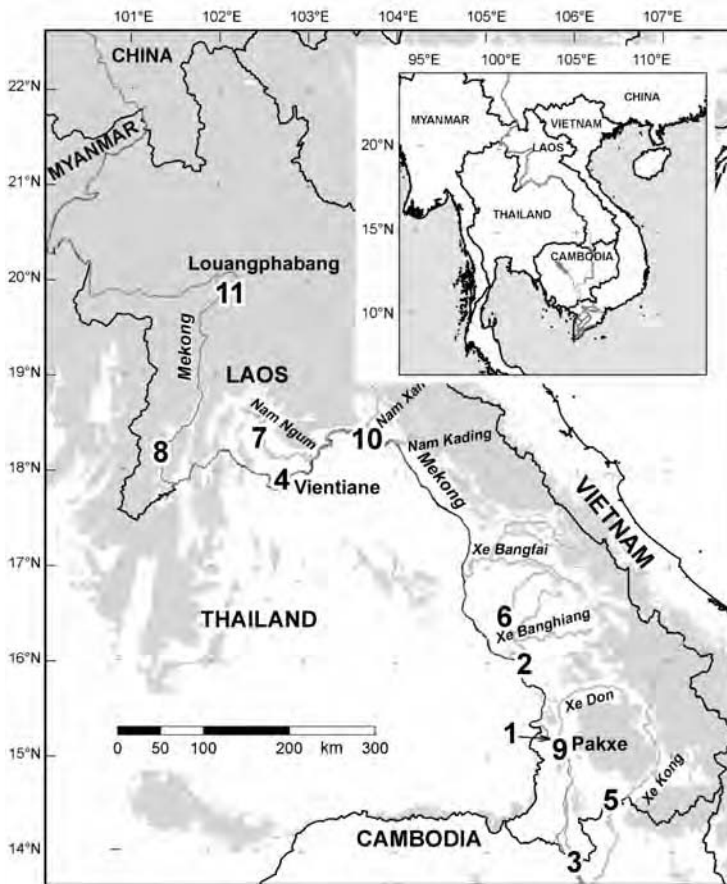 101°E 102°E 103°E 104°E 105°E 106°E 107°E
22°N
21°N
20°N
19°N
18°N
17°N
16°N
15°N
14°N
CHINA
MYANMAR
Louangphabang
11
Mekong
LAOS
Nam Ngum
7
8
4
Vientiane
10
Nam Xan
Nam Kading
Mekong
VIETNAM
Xe Bangfai
THAILAND
6
Xe Banghiang
2
Xe Don
1
9
Pakxe
Xe Kong
5
CAMBODIA
3
0 50 100 200 km 300
95°E 100°E 105°E 110°E
20°N
15°N
10°N
CHINA
MYANMAR
VIETNAM
LAOS
THAILAND
CAMBODIA